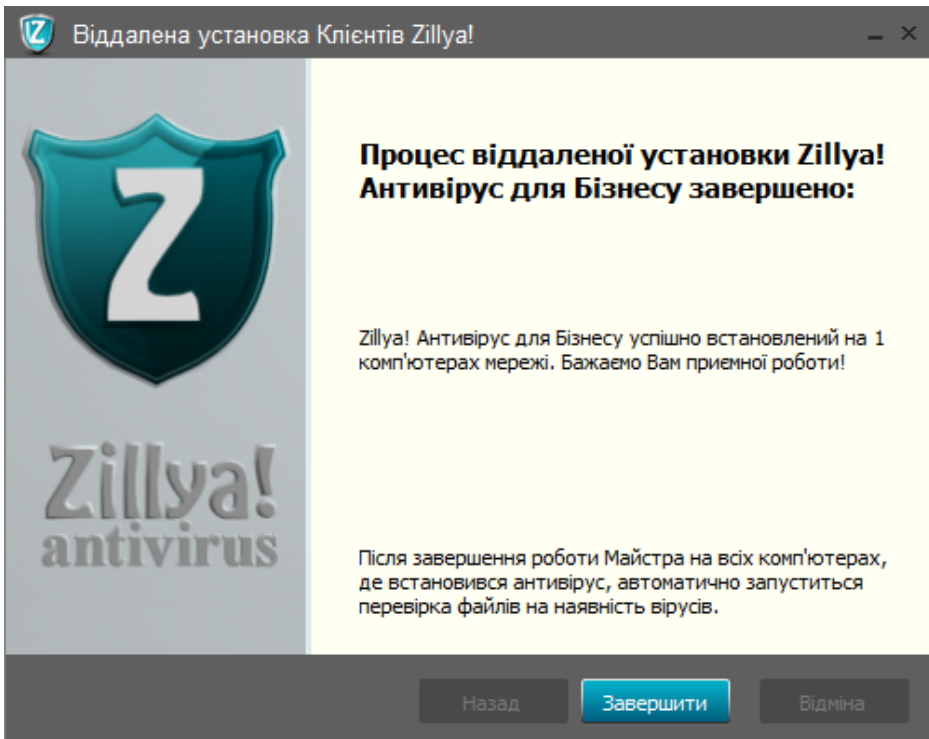 Z Віддалена установка Клієнтів Zillya!
Z
Zillya!
antivirus
Процес віддаленої установки Zillya!
Антивірус для Бізнесу завершено:
Zillya! Антивірус для Бізнесу успішно встановлений на 1
комп'ютерах мережі. Бажаємо Вам приємної роботи!
Після завершення роботи Майстра на всіх комп'ютерах,
де встановився антивірус, автоматично запуститься
перевірка файлів на наявність вірусів.
Назад Завершити Відміна